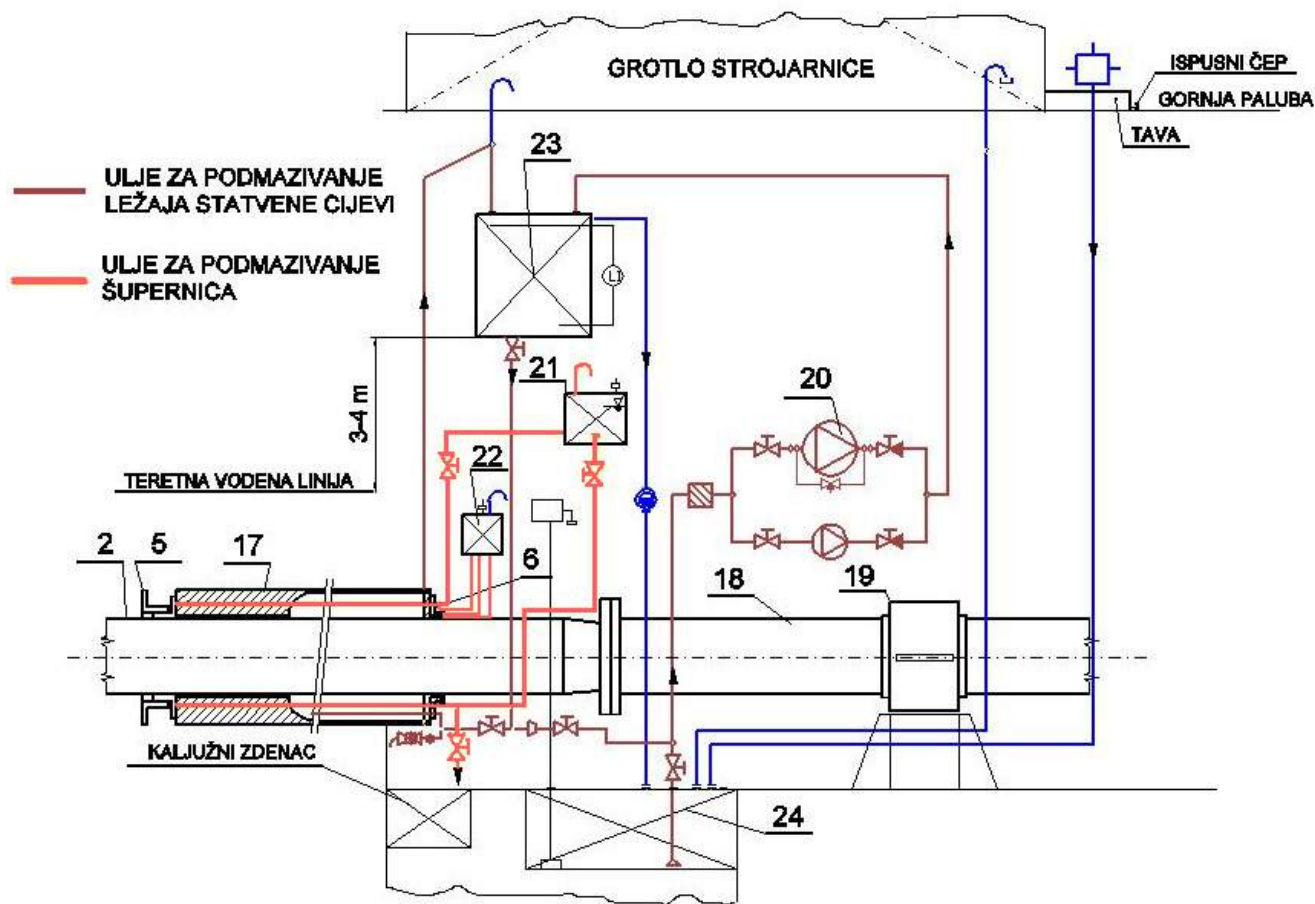 GROTLO STROJARNICE
ISPUSNI ČEP
GORNJA PALUBA
TAVA
23
ULJE ZA PODMAZIVANJE
LEŽAJA STATVENE CIJEVI
ULJE ZA PODMAZIVANJE
ŠUPERNICA
LI
3-4 m
21
20
22
TERETNA VODENA LINIJA
2
5
17
6
18
19
KALJUŽNI ZDENAC
24